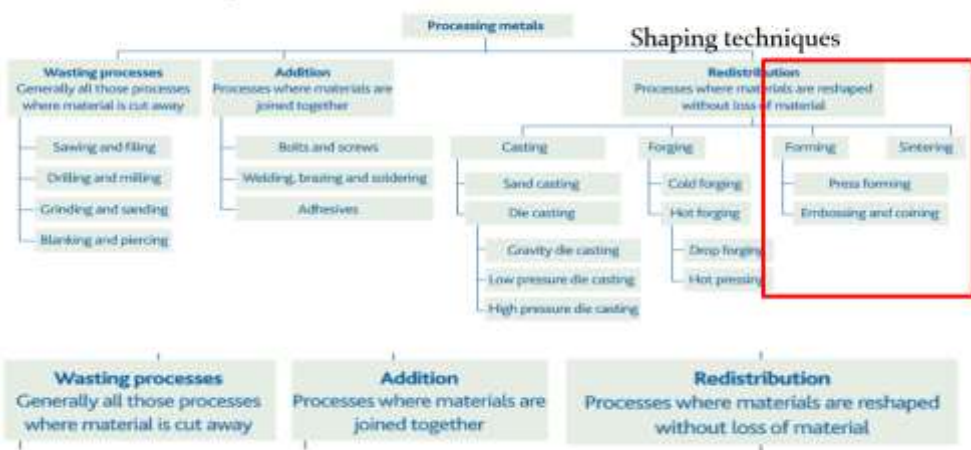 Processing metals
Shaping techniques
Wasting processes
Generally all those processes
where material is cut away
Addition
Processes where materials are
joined together
Redistribution
Processes where materials are reshaped
without loss of material
Sawing and filing
Drilling and milling
Grinding and sanding
Blanking and piercing
Bolts and screws
Welding, brazing and soldering
Adhesives
Casting
Sand casting
Die casting
Gravity die casting
Low pressure die casting
High pressure die casting
Forging
Cold forging
Hot forging
Drop forging
Hot pressing
Forming
Press forming
Embossing and coining
Sintering
Wasting processes
Generally all those processes
where material is cut away
Addition
Processes where materials are
joined together
Redistribution
Processes where materials are reshaped
without loss of material